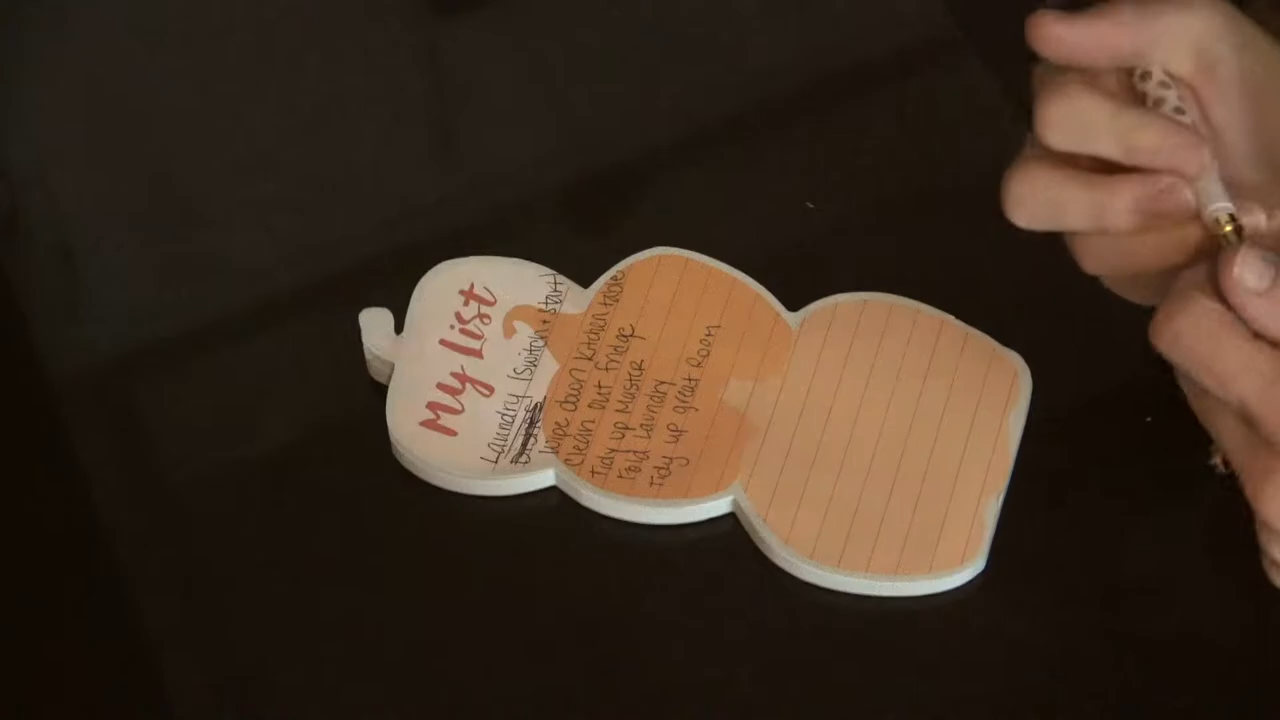 My List
Laundry (switch + start)
Dishes
Wipe down Kitchen table
Clean out fridge
Tidy up Master
Fold Laundry
Tidy up great Room